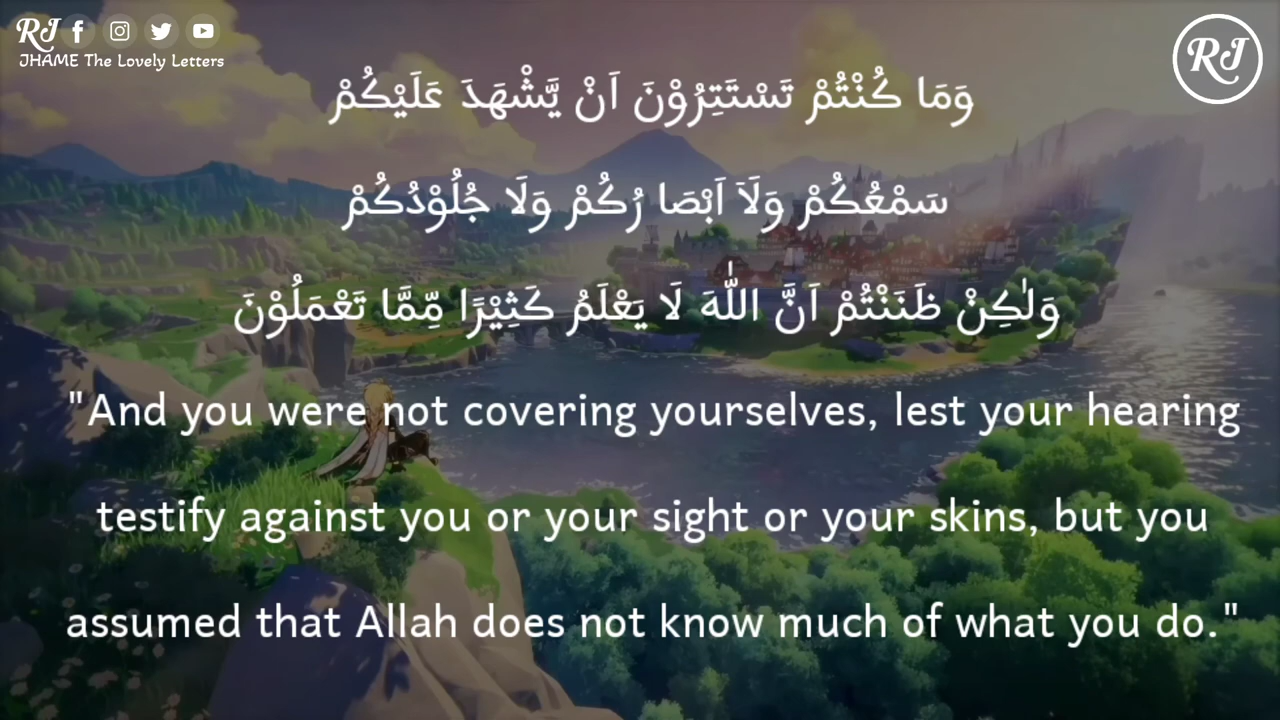 RJ
JHAME The Lovely Letters
RJ
وَمَا كُنْتُمْ تَسْتَتِرُوْنَ اَنْ يَّشْهَدَ عَلَيْكُمْ
سَمْعُكُمْ وَلَاۤ اَبْصَا رُكُمْ وَلَا جُلُوْدُكُمْ
وَلٰكِنْ ظَنَنْتُمْ اَنَّ اللّٰهَ لَا يَعْلَمُ كَثِيْرًا مِّمَّا تَعْمَلُوْنَ
"And you were not covering yourselves, lest your hearing
testify against you or your sight or your skins, but you
assumed that Allah does not know much of what you do."